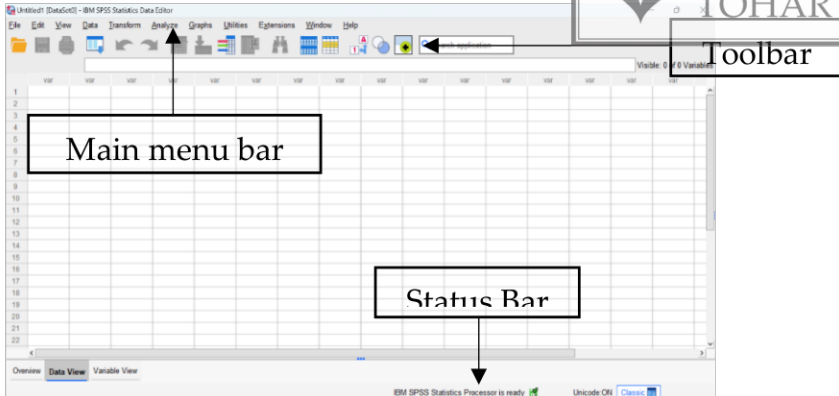 Untitled1 [DataSet0] - IBM SPSS Statistics Data Editor
TOHAR
File Edit View Data Transform Analyze Graphs Utilities Extensions Window Help
Search application
Toolbar
Visible: 0 of 0 Variables
var var var var var var var var var var var var var var var var
1
2
3
4
5
6
7
8
9
10
11
12
13
14
15
16
17
18
19
20
21
22
Main menu bar
Status Bar
Overview Data View Variable View
IBM SPSS Statistics Processor is ready Unicode:ON Classic